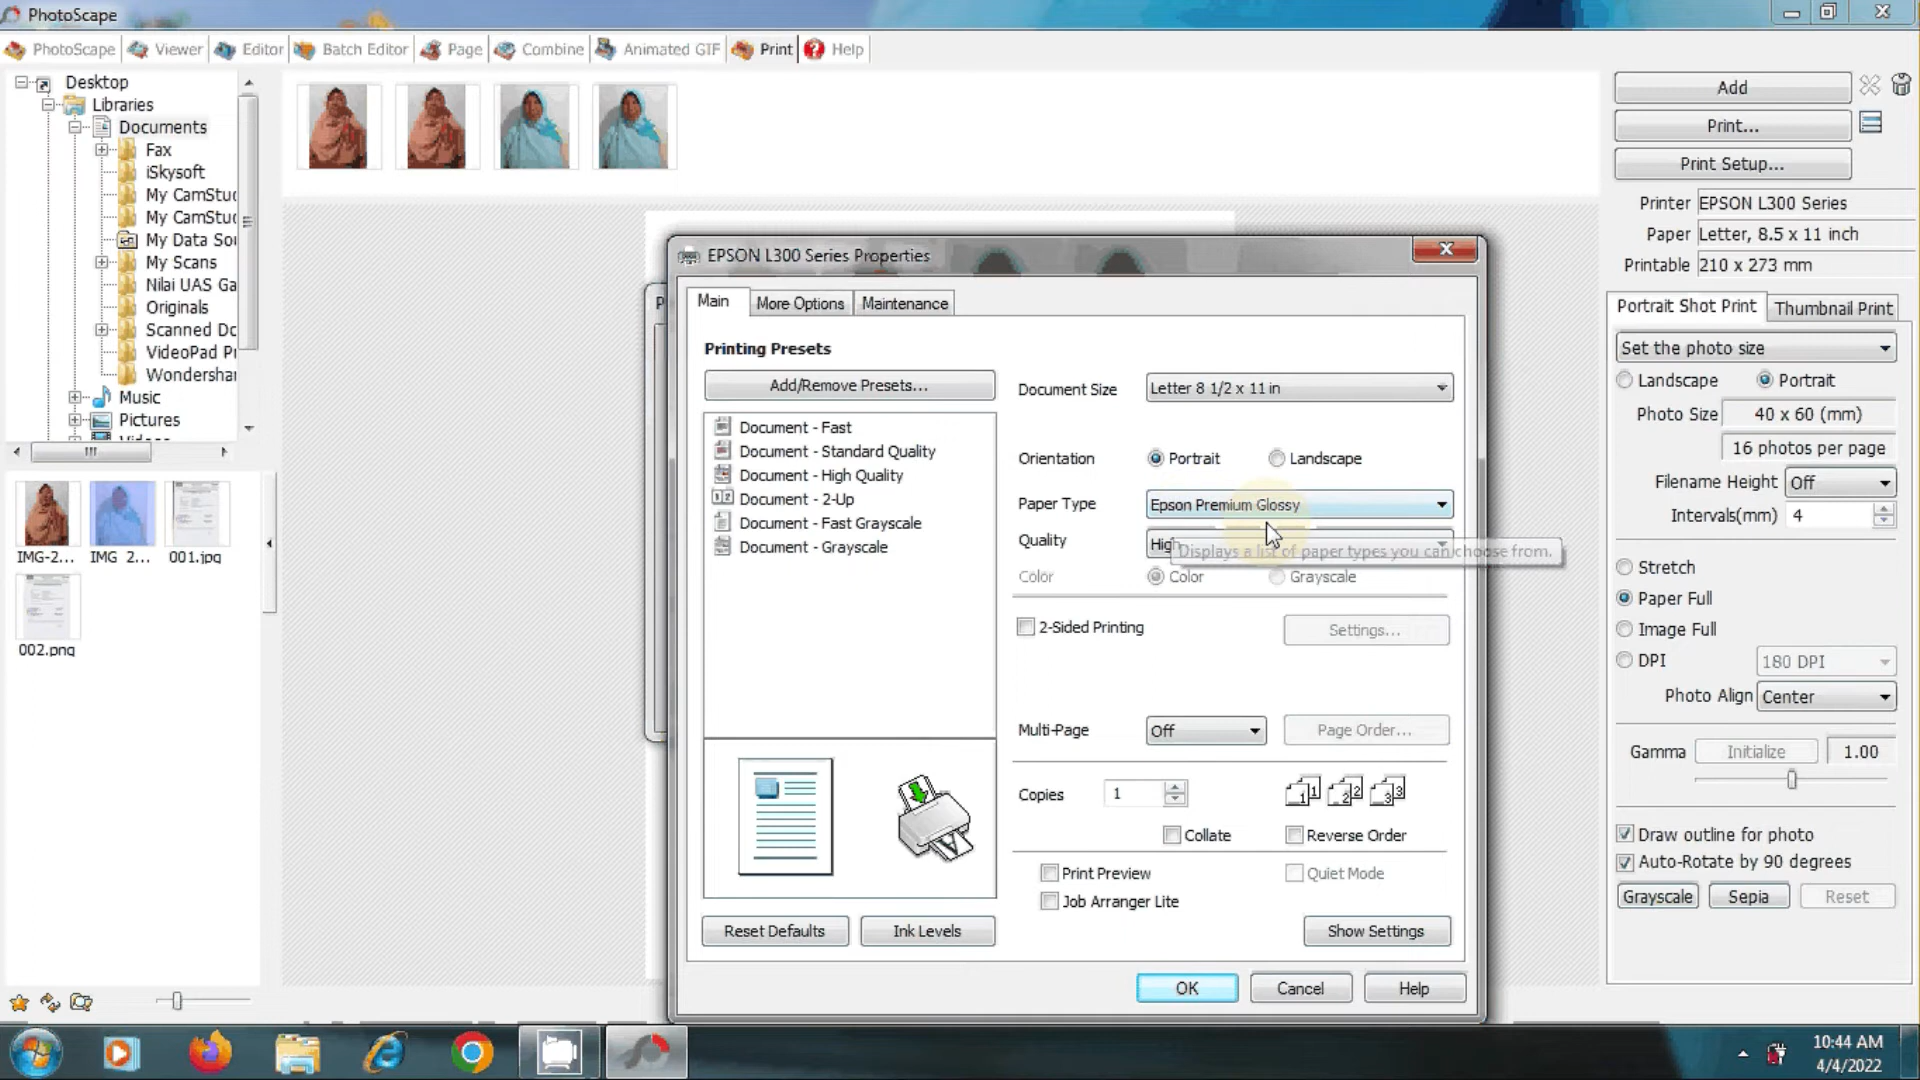 PhotoScape
PhotoScape
Viewer
Editor
Batch Editor
Page
Combine
Animated GIF
Print
Help
Desktop
Libraries
Documents
Fax
iSkysoft
My CamStud
My CamStud
My Data Sou
My Scans
Nilai UAS Ga
Originals
Scanned Do
VideoPad Pr
Wondershar
Music
Pictures
IMG-2...
IMG 2...
001.jpg
002.png
Add
Print...
Print Setup...
Printer EPSON L300 Series
Paper Letter, 8.5 x 11 inch
Printable 210 x 273 mm
Portrait Shot Print
Thumbnail Print
Set the photo size
Landscape
Portrait
Photo Size 40 x 60 (mm)
16 photos per page
Filename Height Off
Intervals(mm) 4
Stretch
Paper Full
Image Full
DPI 180 DPI
Photo Align Center
Gamma Initialize 1.00
Draw outline for photo
Auto-Rotate by 90 degrees
Grayscale Sepia Reset
EPSON L300 Series Properties
Main
More Options
Maintenance
Printing Presets
Add/Remove Presets...
Document - Fast
Document - Standard Quality
Document - High Quality
Document - 2-Up
Document - Fast Grayscale
Document - Grayscale
Reset Defaults
Ink Levels
Document Size Letter 8 1/2 x 11 in
Orientation Portrait Landscape
Paper Type Epson Premium Glossy
Quality High
Displays a list of paper types you can choose from.
Color Color Grayscale
2-Sided Printing Settings...
Multi-Page Off Page Order...
Copies 1
Collate Reverse Order
Print Preview Quiet Mode
Job Arranger Lite
Show Settings
OK Cancel Help
10:44 AM
4/4/2022